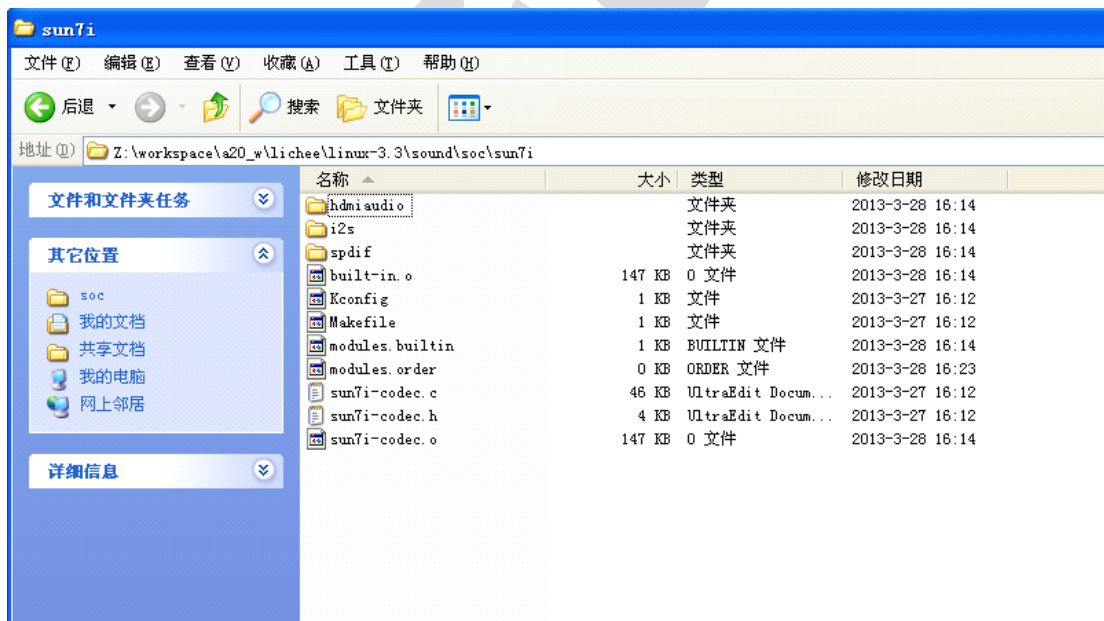 sun7i
文件(F) 编辑(E) 查看(V) 收藏(A) 工具(T) 帮助(H)
后退 搜索 文件夹
地址(D) Z:\workspace\a20_w\lichee\linux-3.3\sound\soc\sun7i
文件和文件夹任务
其它位置
soc
我的文档
共享文档
我的电脑
网上邻居
详细信息
名称 大小 类型 修改日期
hdmiaudio 文件夹 2013-3-28 16:14
i2s 文件夹 2013-3-28 16:14
spdif 文件夹 2013-3-28 16:14
built-in.o 147 KB O 文件 2013-3-28 16:14
Kconfig 1 KB 文件 2013-3-27 16:12
Makefile 1 KB 文件 2013-3-27 16:12
modules.builtin 1 KB BUILTIN 文件 2013-3-28 16:14
modules.order 0 KB ORDER 文件 2013-3-28 16:23
sun7i-codec.c 46 KB UltraEdit Docum... 2013-3-27 16:12
sun7i-codec.h 4 KB UltraEdit Docum... 2013-3-27 16:12
sun7i-codec.o 147 KB O 文件 2013-3-28 16:14